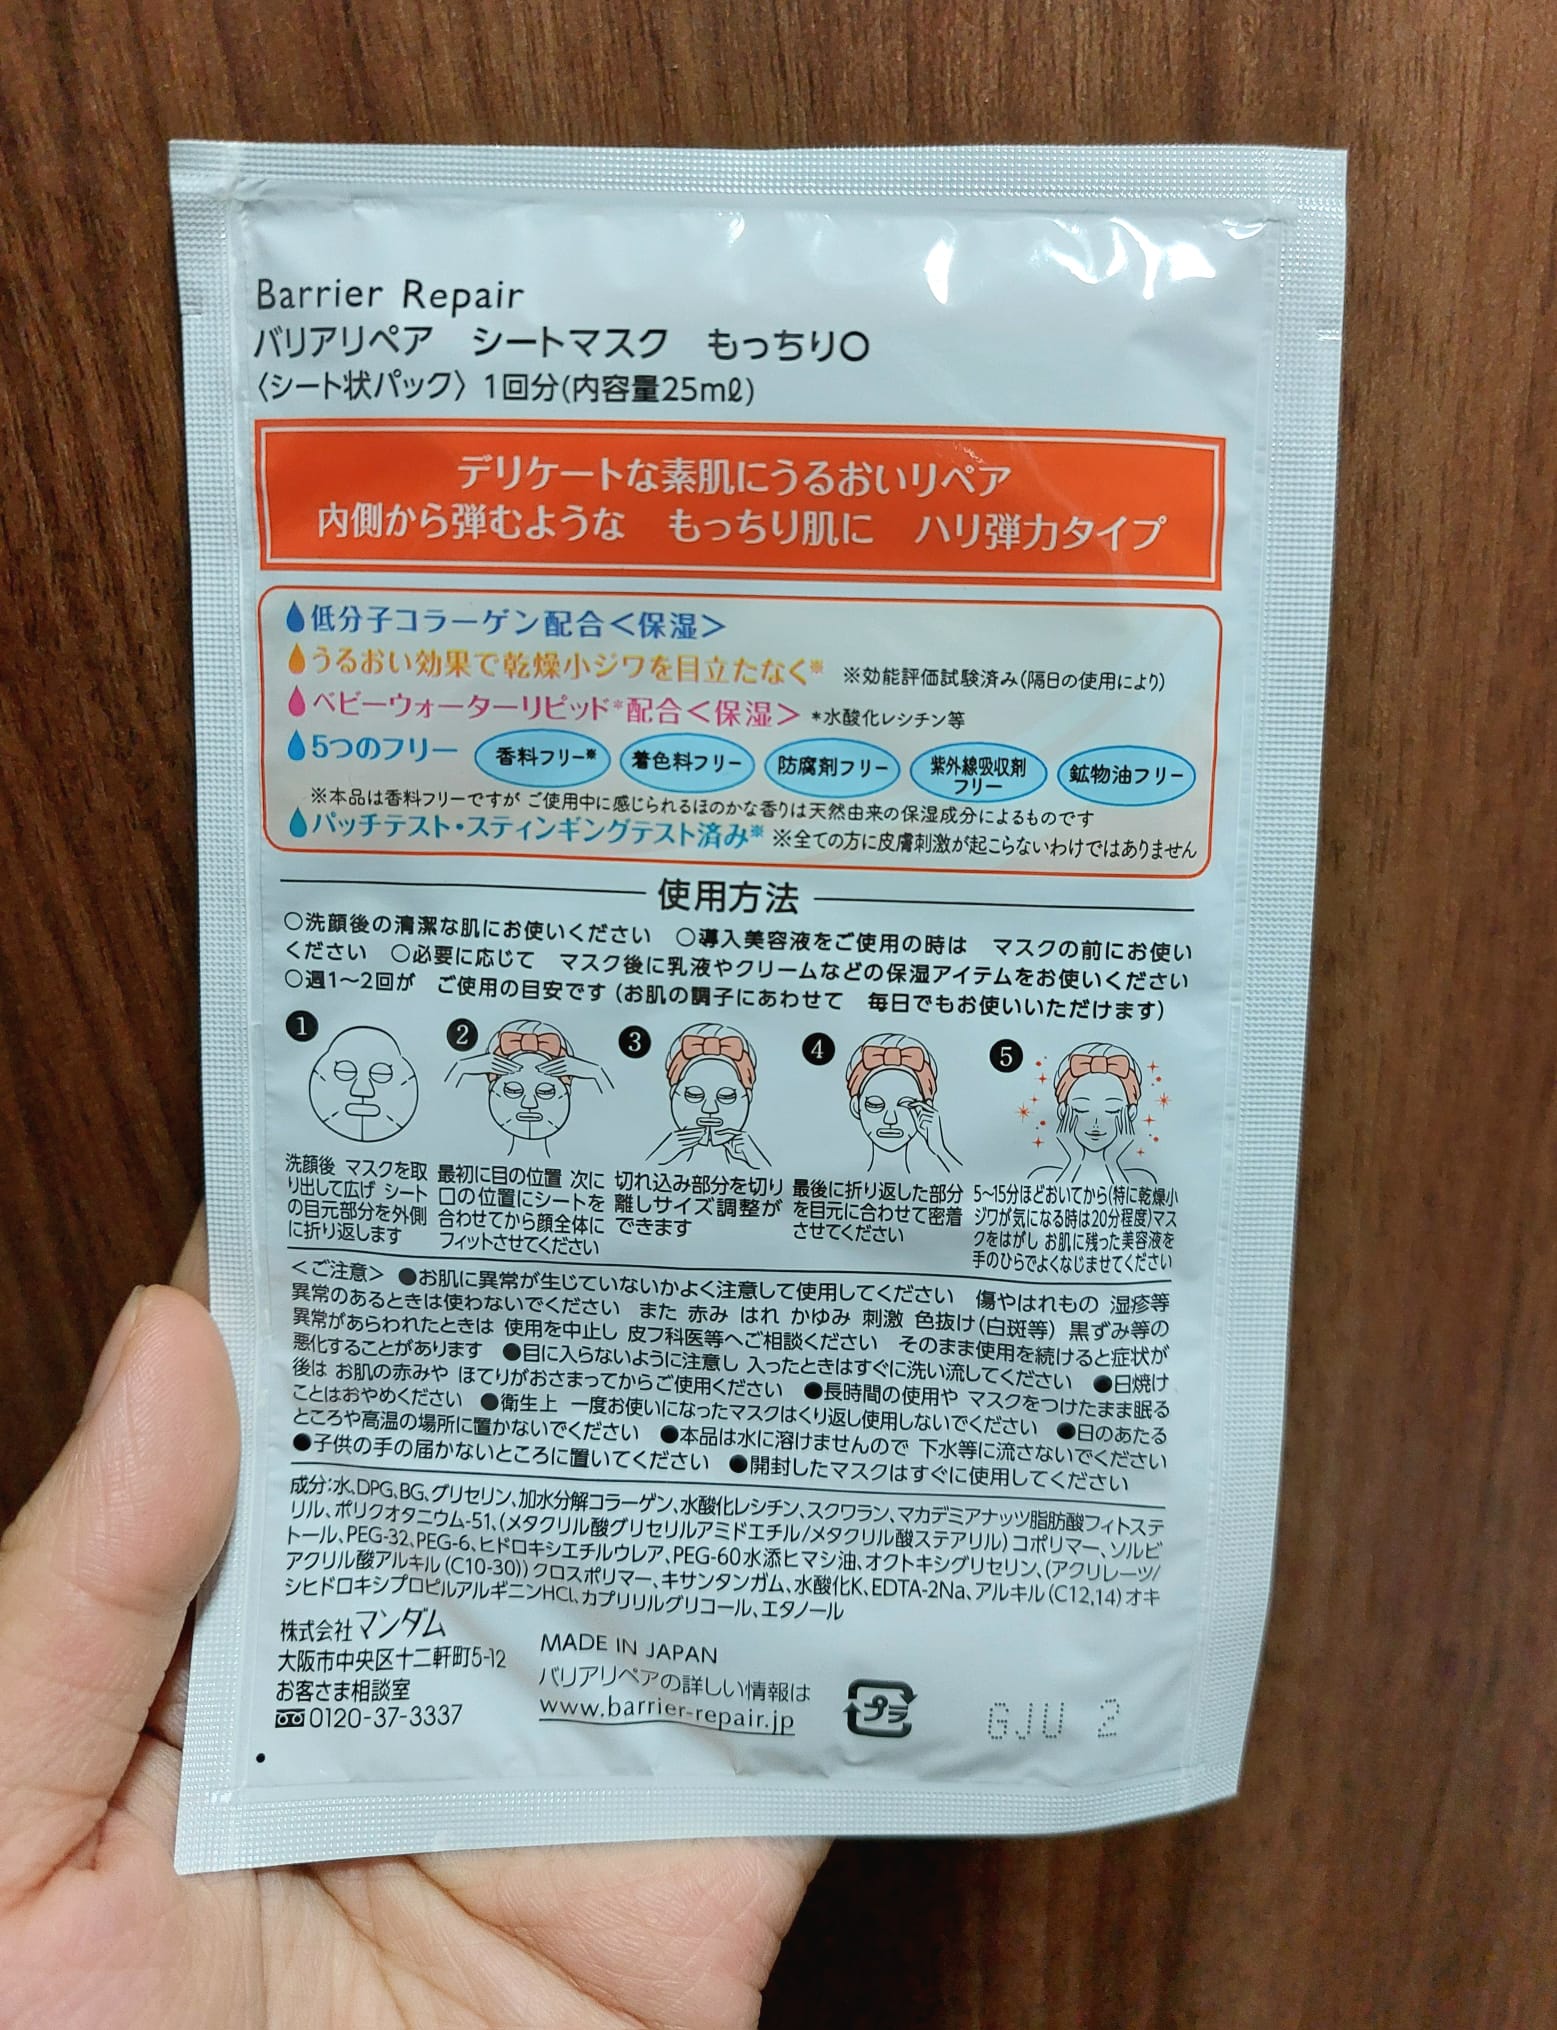 Barrier Repair
バリアリペア　シートマスク　もっちりO
〈シート状パック〉1回分(内容量25mℓ)
デリケートな素肌にうるおいリペア
内側から弾むような　もっちり肌に　ハリ弾力タイプ
低分子コラーゲン配合＜保湿＞
うるおい効果で乾燥小ジワを目立たなく※ ※効能評価試験済み(隔日の使用により)
ベビーウォーターリピッド*配合＜保湿＞ *水酸化レシチン等
5つのフリー 香料フリー※ 着色料フリー 防腐剤フリー 紫外線吸収剤フリー 鉱物油フリー
※本品は香料フリーですが ご使用中に感じられるほのかな香りは天然由来の保湿成分によるものです
パッチテスト・スティンギングテスト済み※ ※全ての方に皮膚刺激が起こらないわけではありません
使用方法
○洗顔後の清潔な肌にお使いください　○導入美容液をご使用の時は　マスクの前にお使い
ください　○必要に応じて　マスク後に乳液やクリームなどの保湿アイテムをお使いください
○週1～2回が　ご使用の目安です(お肌の調子にあわせて　毎日でもお使いいただけます)
1
洗顔後 マスクを取
り出して広げ シート
の目元部分を外側
に折り返します
2
最初に目の位置 次に
口の位置にシートを
合わせてから顔全体に
フィットさせてください
3
切れ込み部分を切り
離しサイズ調整が
できます
4
最後に折り返した部分
を目元に合わせて密着
させてください
5
5～15分ほどおいてから(特に乾燥小
ジワが気になる時は20分程度)マス
クをはがし お肌に残った美容液を
手のひらでよくなじませてください
＜ご注意＞ ●お肌に異常が生じていないかよく注意して使用してください　傷やはれもの 湿疹等
異常のあるときは使わないでください　また 赤み はれ かゆみ 刺激 色抜け(白斑等) 黒ずみ等の
異常があらわれたときは 使用を中止し 皮フ科医等へご相談ください　そのまま使用を続けると症状が
悪化することがあります　●目に入らないように注意し 入ったときはすぐに洗い流してください　●日焼け
後は お肌の赤みや ほてりがおさまってからご使用ください　●長時間の使用や マスクをつけたまま眠る
ことはおやめください　●衛生上 一度お使いになったマスクはくり返し使用しないでください　●日のあたる
ところや高温の場所に置かないでください　●本品は水に溶けませんので 下水等に流さないでください
●子供の手の届かないところに置いてください　●開封したマスクはすぐに使用してください
成分:水、DPG、BG、グリセリン、加水分解コラーゲン、水酸化レシチン、スクワラン、マカデミアナッツ脂肪酸フィトステ
リル、ポリクオタニウム-51、(メタクリル酸グリセリルアミドエチル/メタクリル酸ステアリル)コポリマー、ソルビ
トール、PEG-32、PEG-6、ヒドロキシエチルウレア、PEG-60水添ヒマシ油、オクトキシグリセリン、(アクリレーツ/
アクリル酸アルキル(C10-30))クロスポリマー、キサンタンガム、水酸化K、EDTA-2Na、アルキル(C12,14)オキ
シヒドロキシプロピルアルギニンHCl、カプリリルグリコール、エタノール
株式会社マンダム
大阪市中央区十二軒町5-12
お客さま相談室
0120-37-3337
MADE IN JAPAN
バリアリペアの詳しい情報は
www.barrier-repair.jp
プラ
GJU 2